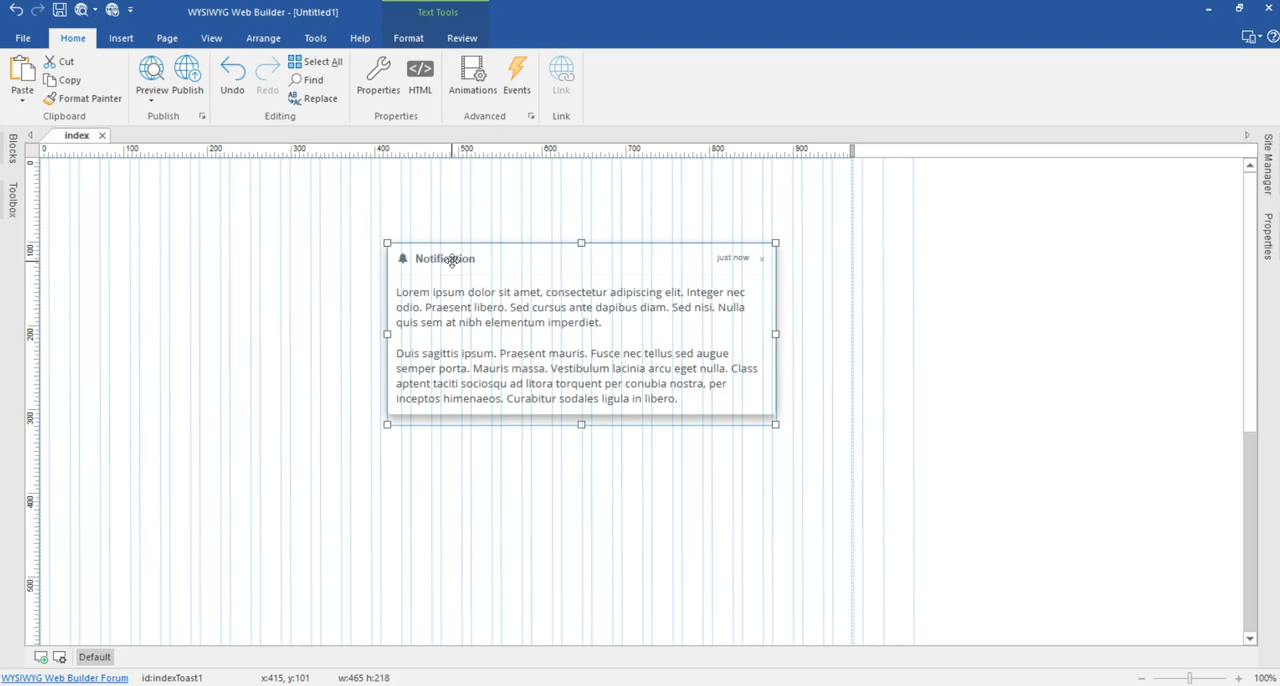 WYSIWYG Web Builder - [Untitled1]
Text Tools
File Home Insert Page View Arrange Tools Help Format Review
Paste
Cut
Copy
Format Painter
Clipboard
Preview Publish
Publish
Undo Redo
Select All
Find
Replace
Editing
Properties HTML
Properties
Animations Events
Advanced
Link
Link
index
Blocks
Toolbox
Site Manager
Properties
0 100 200 300 400 500 600 700 800 900
0
100
200
300
400
500
Notification
just now
Lorem ipsum dolor sit amet, consectetur adipiscing elit. Integer nec
odio. Praesent libero. Sed cursus ante dapibus diam. Sed nisi. Nulla
quis sem at nibh elementum imperdiet.
Duis sagittis ipsum. Praesent mauris. Fusce nec tellus sed augue
semper porta. Mauris massa. Vestibulum lacinia arcu eget nulla. Class
aptent taciti sociosqu ad litora torquent per conubia nostra, per
inceptos himenaeos. Curabitur sodales ligula in libero.
Default
WYSIWYG Web Builder Forum id:indexToast1 x:415, y:101 w:465 h:218 100%